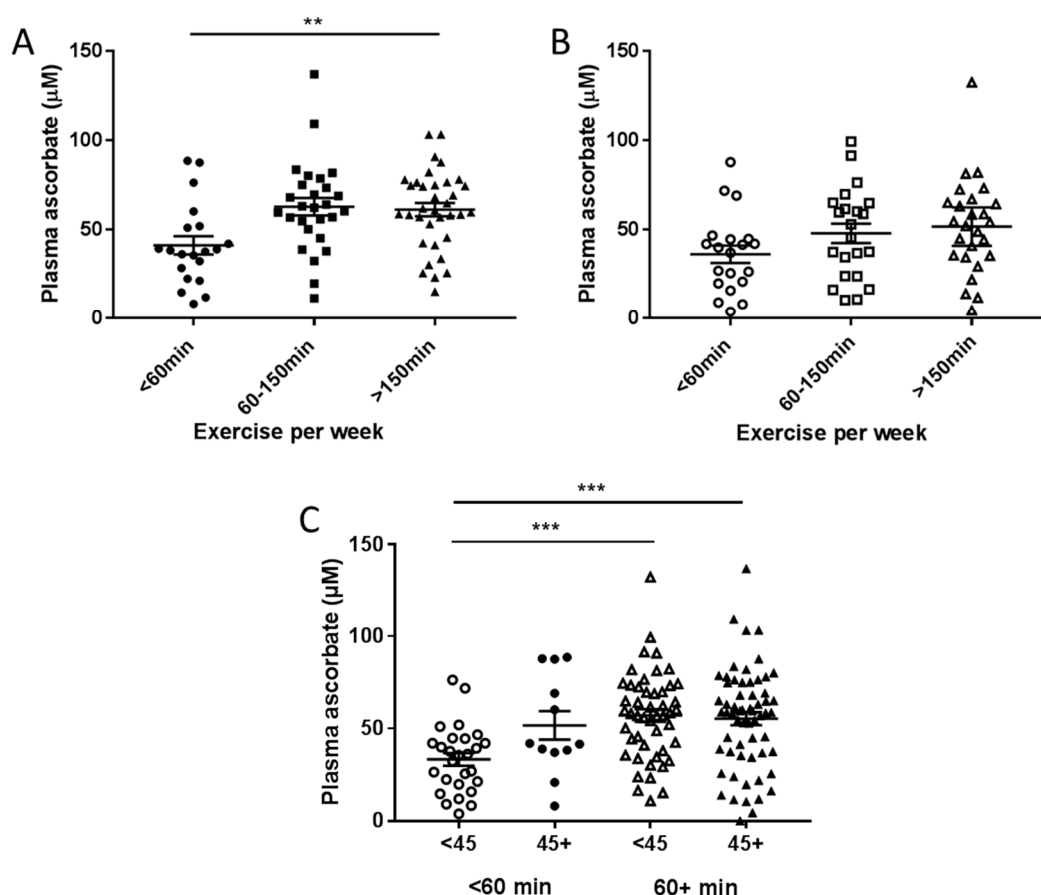 A
**
Plasma ascorbate (µM)
150
100
50
0
<60min
60-150min
>150min
Exercise per week
B
Plasma ascorbate (µM)
150
100
50
0
<60min
60-150min
>150min
Exercise per week
C
***
***
Plasma ascorbate (µM)
150
100
50
0
<45 45+ <45 45+
<60 min 60+ min